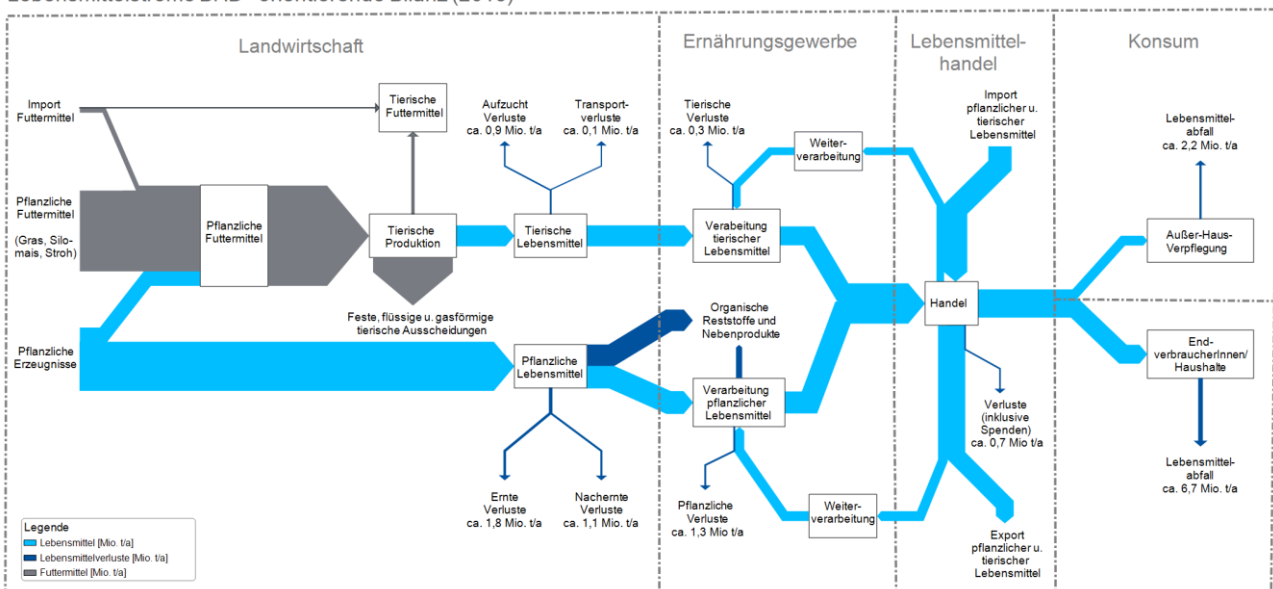 Landwirtschaft
Ernährungsgewerbe
Lebensmittel-
handel
Konsum
Import
Futtermittel
Tierische
Futtermittel
Aufzucht
Verluste
ca. 0,9 Mio. t/a
Transport-
verluste
ca. 0,1 Mio. t/a
Tierische
Verluste
ca. 0,3 Mio. t/a
Weiter-
verarbeitung
Import
pflanzlicher u.
tierischer
Lebensmittel
Lebensmittel-
abfall
ca. 2,2 Mio. t/a
Pflanzliche
Futtermittel
(Gras, Silo-
mais, Stroh)
Pflanzliche
Futtermittel
Tierische
Produktion
Tierische
Lebensmittel
Verabeitung
tierischer
Lebensmittel
Außer-Haus-
Verpflegung
Handel
Feste, flüssige u. gasförmige
tierische Ausscheidungen
Organische
Reststoffe und
Nebenprodukte
Pflanzliche
Erzeugnisse
Pflanzliche
Lebensmittel
Verarbeitung
pflanzlicher
Lebensmittel
End-
verbraucherInnen/
Haushalte
Verluste
(inklusive
Spenden)
ca. 0,7 Mio t/a
Ernte
Verluste
ca. 1,8 Mio. t/a
Nachernte
Verluste
ca. 1,1 Mio. t/a
Pflanzliche
Verluste
ca. 1,3 Mio t/a
Weiter-
verarbeitung
Export
pflanzlicher u.
tierischer
Lebensmittel
Lebensmittel-
abfall
ca. 6,7 Mio. t/a
Legende
Lebensmittel [Mio. t/a]
Lebensmittelverluste [Mio. t/a]
Futtermittel [Mio. t/a]